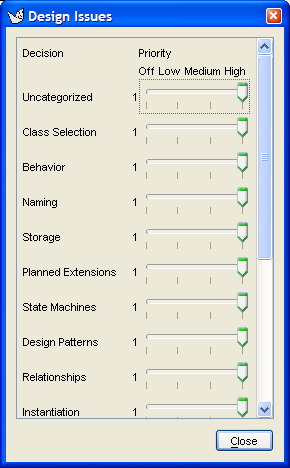 Design Issues
Decision Priority
Off Low Medium High
Uncategorized 1
Class Selection 1
Behavior 1
Naming 1
Storage 1
Planned Extensions 1
State Machines 1
Design Patterns 1
Relationships 1
Instantiation 1
Close